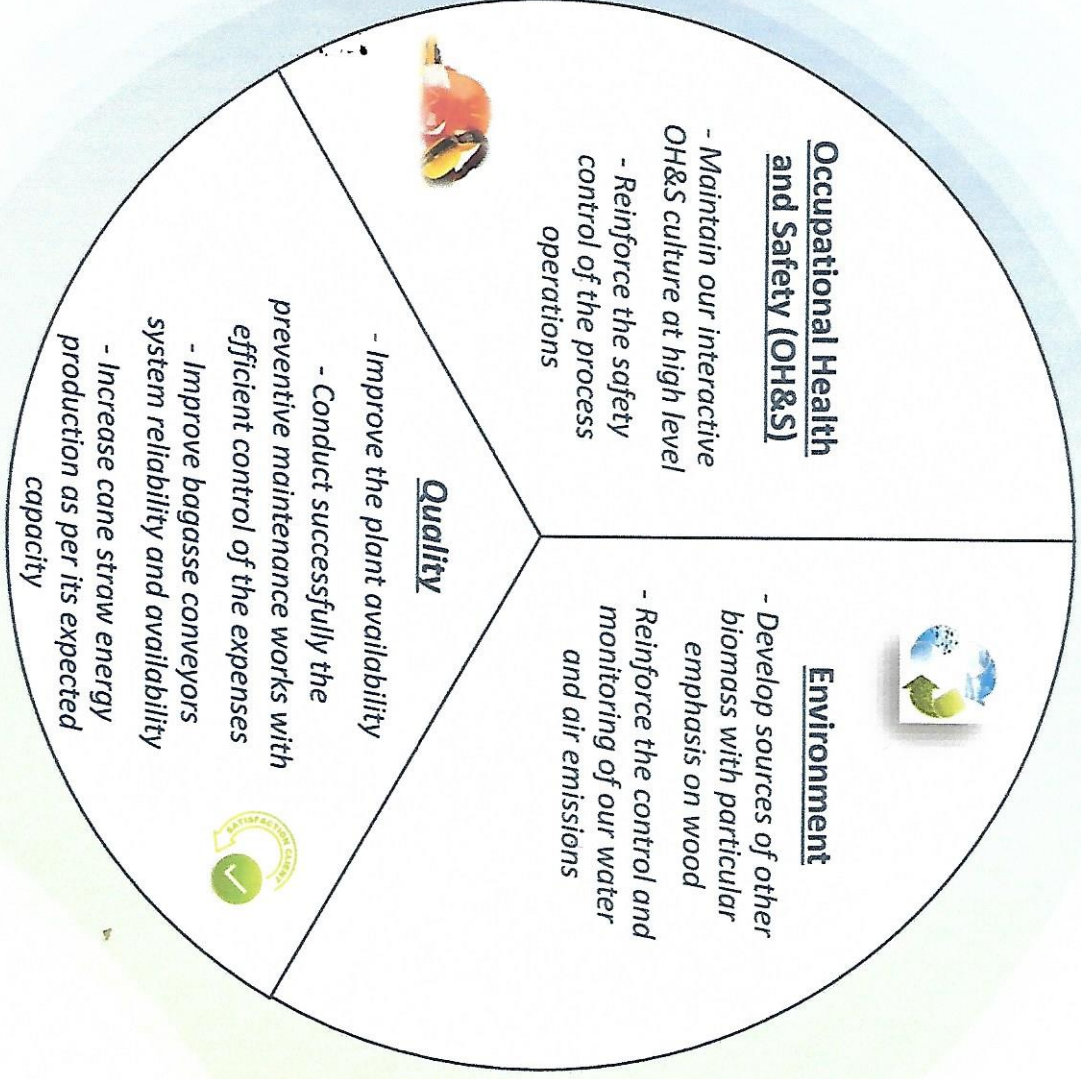 Occupational Health
and Safety (OH&S)
- Maintain our interactive
OH&S culture at high level
- Reinforce the safety
control of the process
operations
Environment
- Develop sources of other
biomass with particular
emphasis on wood
- Reinforce the control and
monitoring of our water
and air emissions
Quality
- Improve the plant availability
- Conduct successfully the
preventive maintenance works with
efficient control of the expenses
- Improve bagasse conveyors
system reliability and availability
- Increase cane straw energy
production as per its expected
capacity
SATISFACTION CLIENT